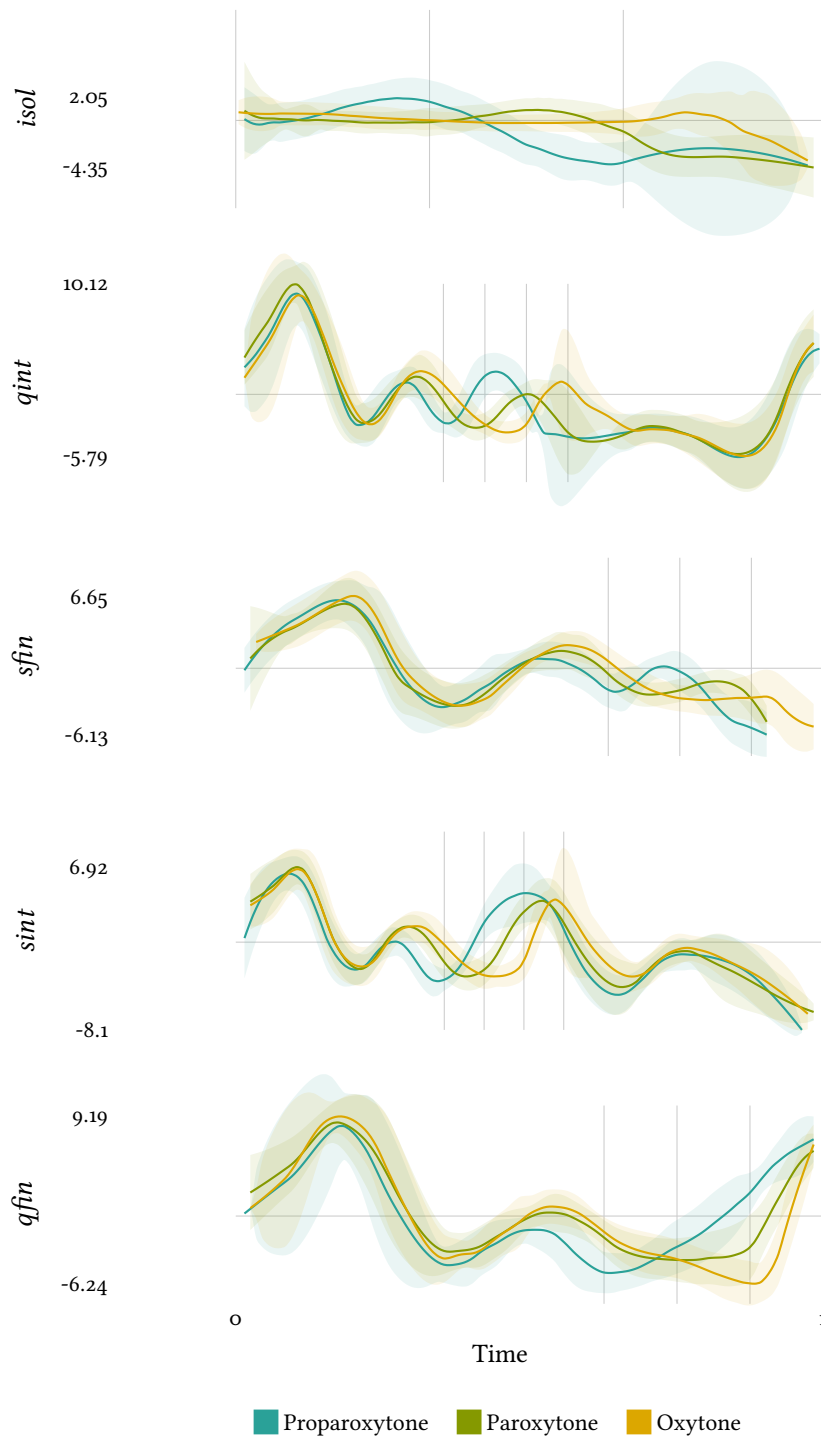 isol
2.05
-4.35
qint
10.12
-5.79
sfin
6.65
-6.13
sint
6.92
-8.1
qfin
9.19
-6.24
0
Time
Proparoxytone Paroxytone Oxytone